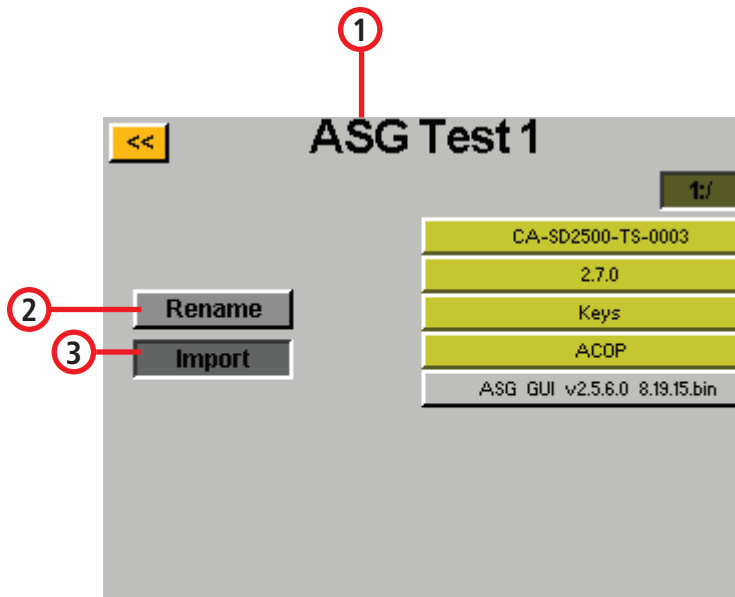 1
<<
ASG Test 1
1:/
CA-SD2500-TS-0003
2.7.0
2
Rename
Keys
3
Import
ACOP
ASG GUI v2.5.6.0 8.19.15.bin